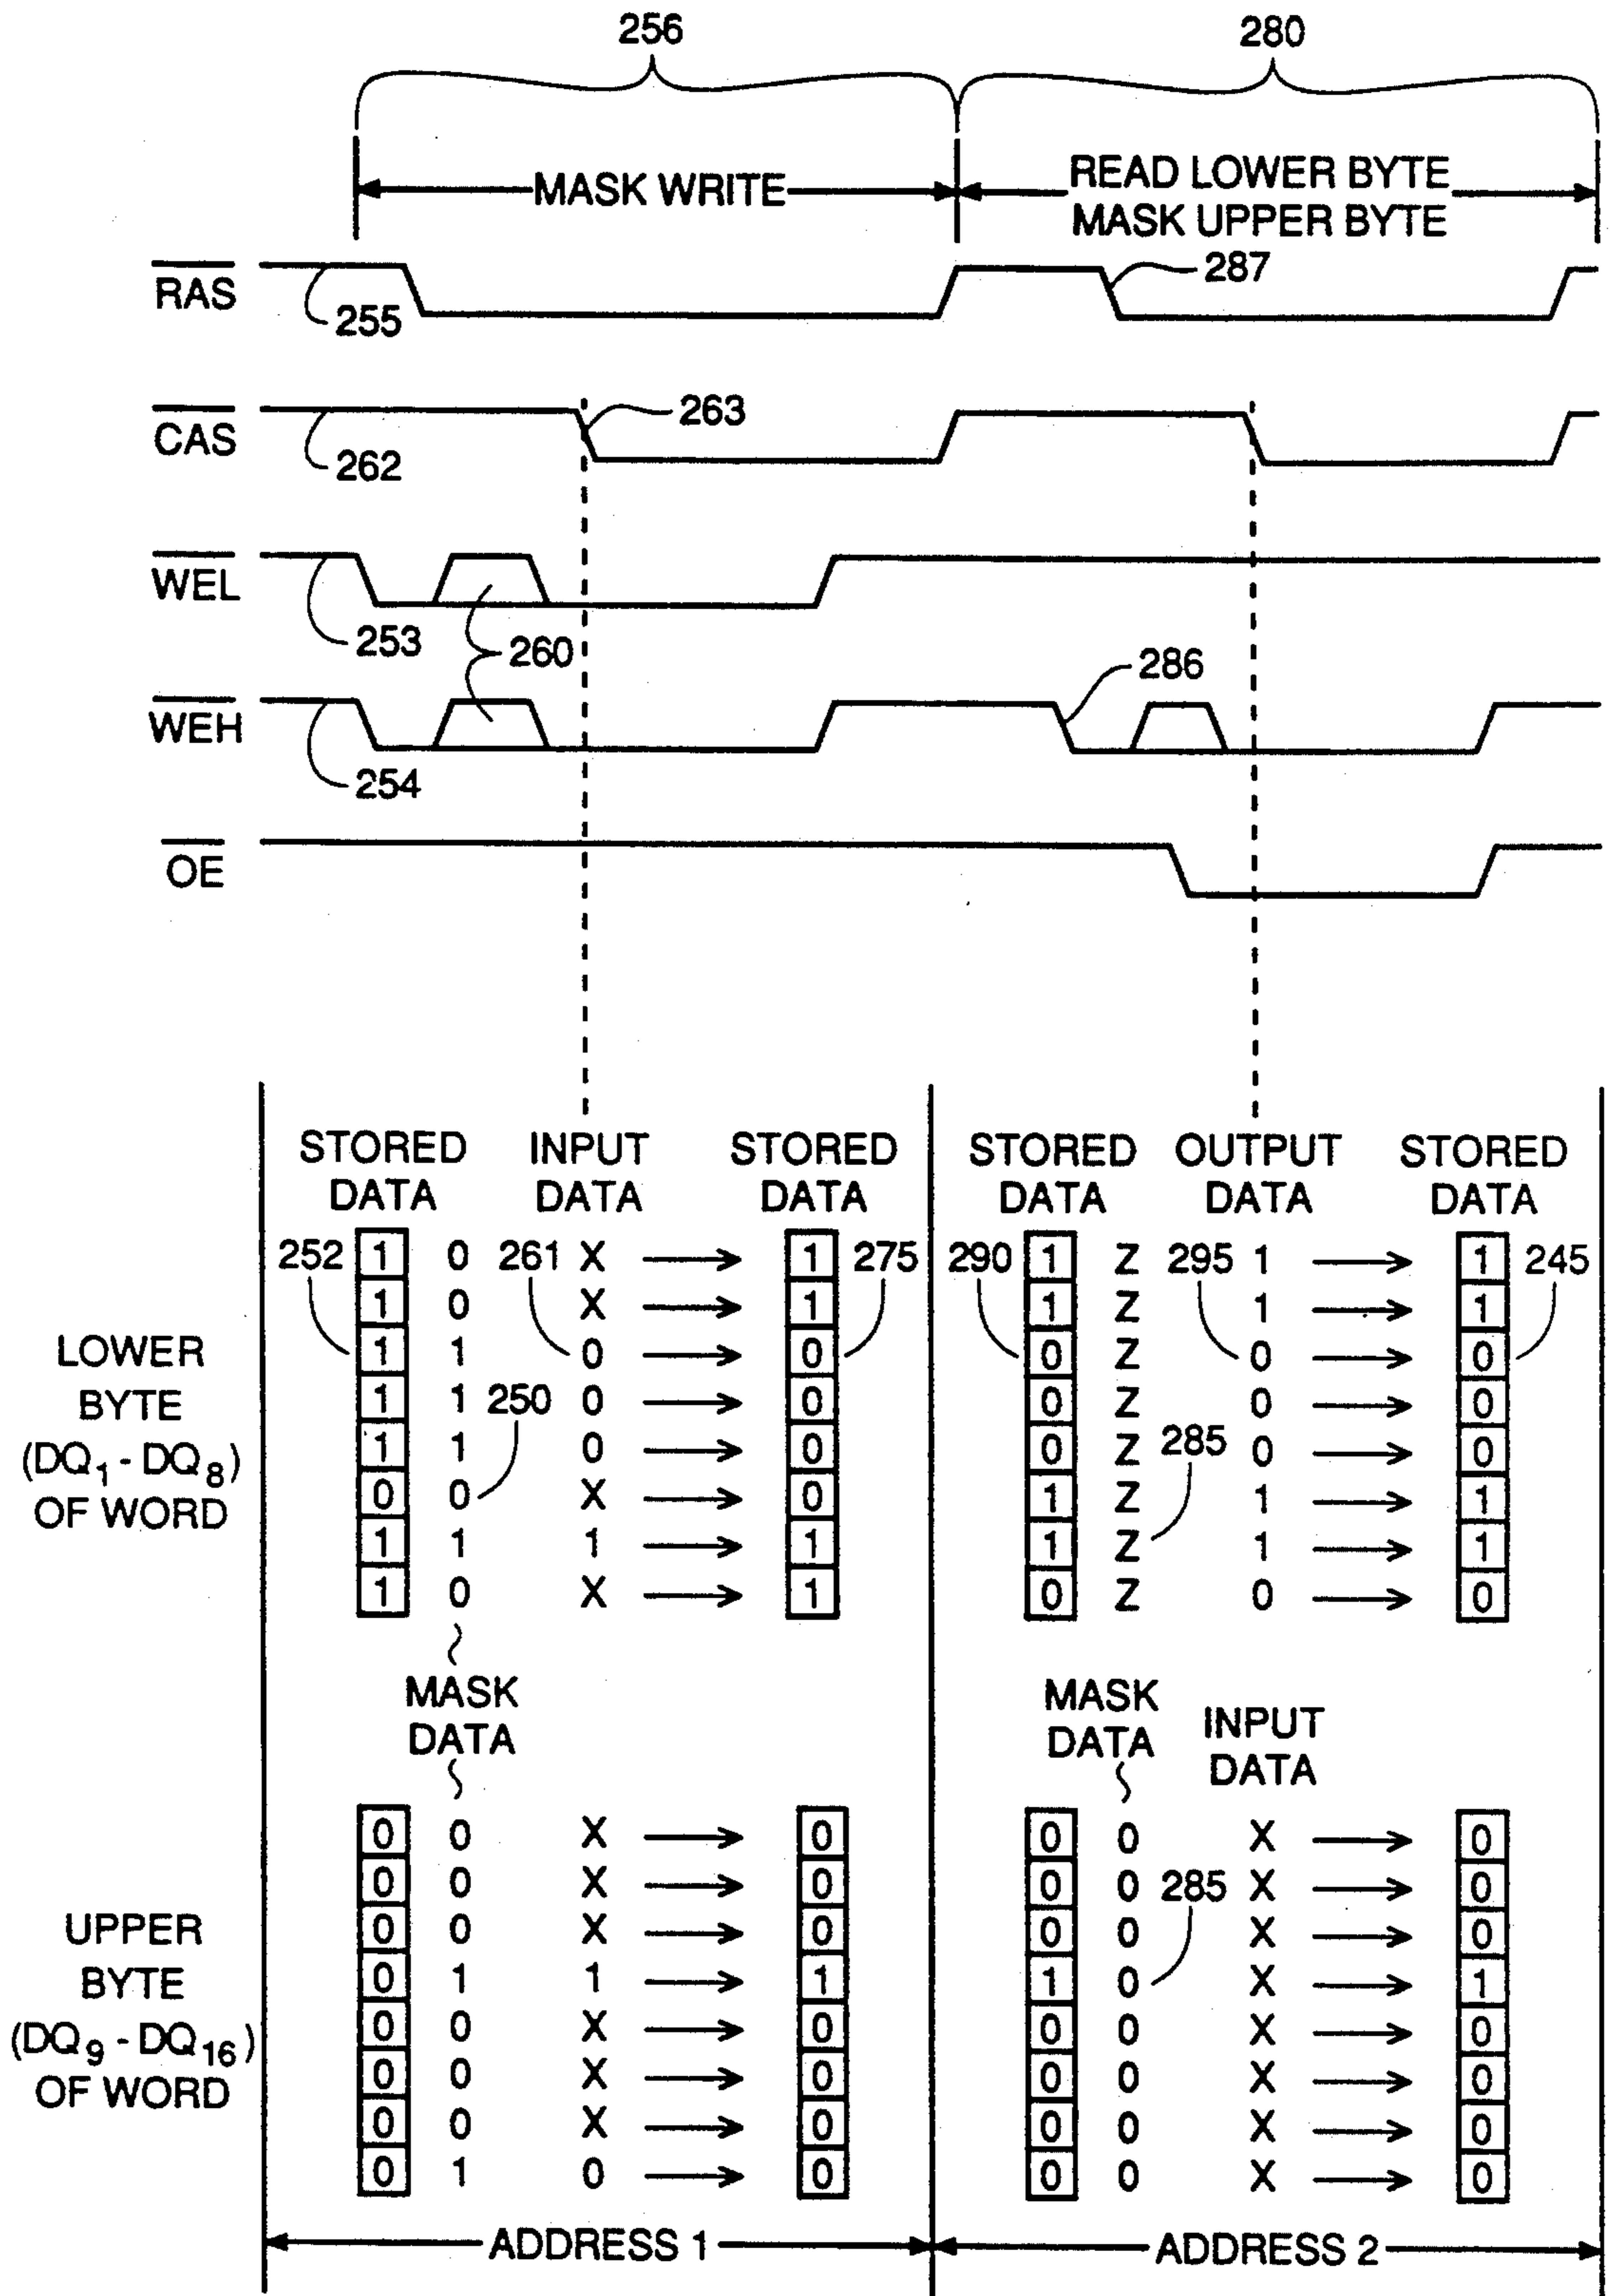 256 280
MASK WRITE READ LOWER BYTE
MASK UPPER BYTE
RAS 255 287
CAS 262 263
WEL 253 260
WEH 254 286
OE
STORED INPUT STORED STORED OUTPUT STORED
DATA DATA DATA DATA DATA DATA
252 1 0 261 X 1 275 290 1 Z 295 1 1 245
1 0 X 1 1 Z 1 1
LOWER 1 1 0 0 0 Z 0 0
BYTE 1 1 250 0 0 0 Z 0 0
(DQ1 - DQ8) 1 1 0 0 0 Z 285 0 0
OF WORD 0 0 X 0 1 Z 1 1
1 1 1 1 1 Z 1 1
1 0 X 1 0 Z 0 0
MASK MASK
DATA DATA INPUT
DATA
0 0 X 0 0 0 X 0
0 0 X 0 0 0 285 X 0
UPPER 0 0 X 0 0 0 X 0
BYTE 0 1 1 1 1 0 X 1
(DQ9 - DQ16) 0 0 X 0 0 0 X 0
OF WORD 0 0 X 0 0 0 X 0
0 0 X 0 0 0 X 0
0 1 0 0 0 0 X 0
ADDRESS 1 ADDRESS 2